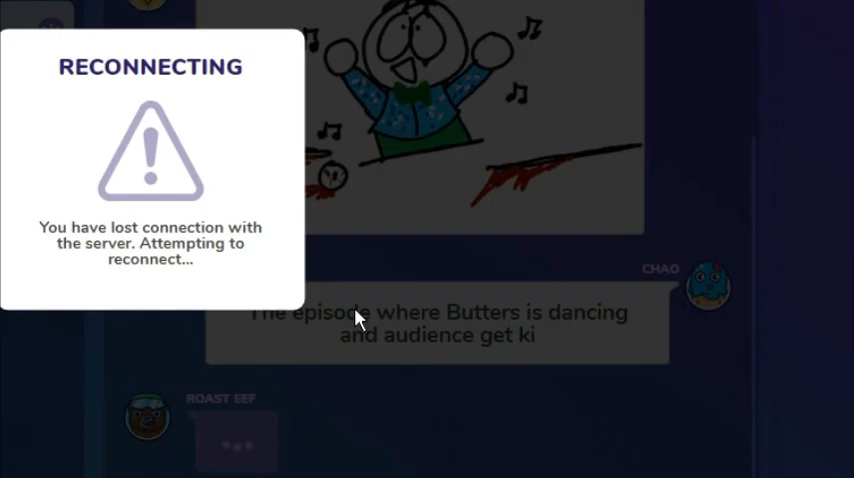 RECONNECTING
You have lost connection with
the server. Attempting to
reconnect...
CHAO
The episode where Butters is dancing
and audience get ki
ROAST EEF